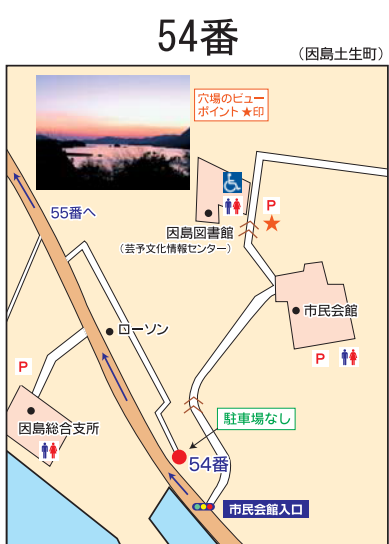 54番
(因島土生町)
穴場のビュー
ポイント★印
55番へ
P
因島図書館
(芸予文化情報センター)
市民会館
ローソン
P
P
因島総合支所
駐車場なし
54番
市民会館入口